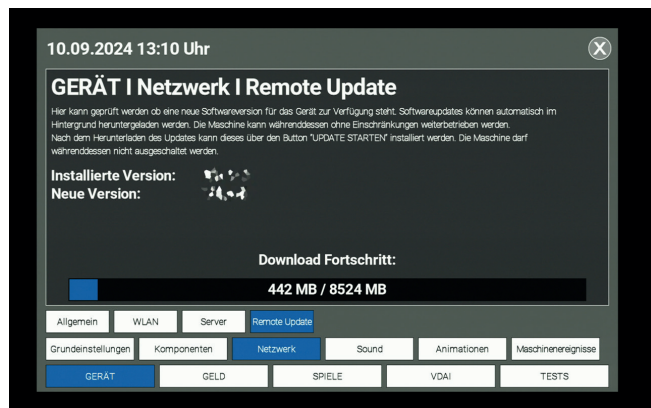 10.09.2024 13:10 Uhr
X
GERÄT I Netzwerk I Remote Update
Hier kann geprüft werden ob eine neue Softwareversion für das Gerät zur Verfügung steht. Softwareupdates können automatisch im
Hintergrund heruntergeladen werden. Die Maschine kann währenddessen ohne Einschränkungen weiterbetrieben werden.
Nach dem Herunterladen des Updates kann dieses über den Button "UPDATE STARTEN" installiert werden. Die Maschine darf
währenddessen nicht ausgeschaltet werden.
Installierte Version:
Neue Version:
Download Fortschritt:
442 MB / 8524 MB
Allgemein WLAN Server Remote Update
Grundeinstellungen Komponenten Netzwerk Sound Animationen Maschinenereignisse
GERÄT GELD SPIELE VDAI TESTS